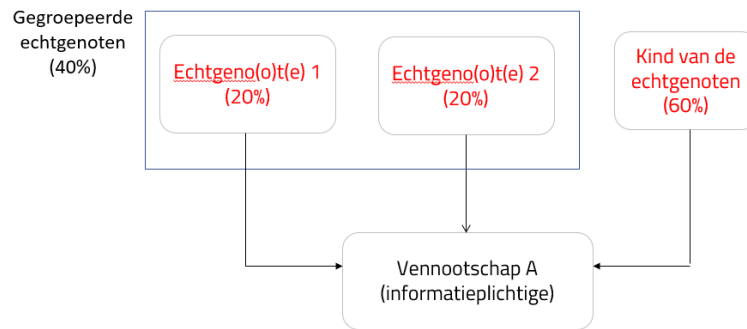 Gegroepeerde
echtgenoten
(40%)
Echtgeno(o)t(e) 1
(20%)
Echtgeno(o)t(e) 2
(20%)
Kind van de
echtgenoten
(60%)
Vennootschap A
(informatieplichtige)